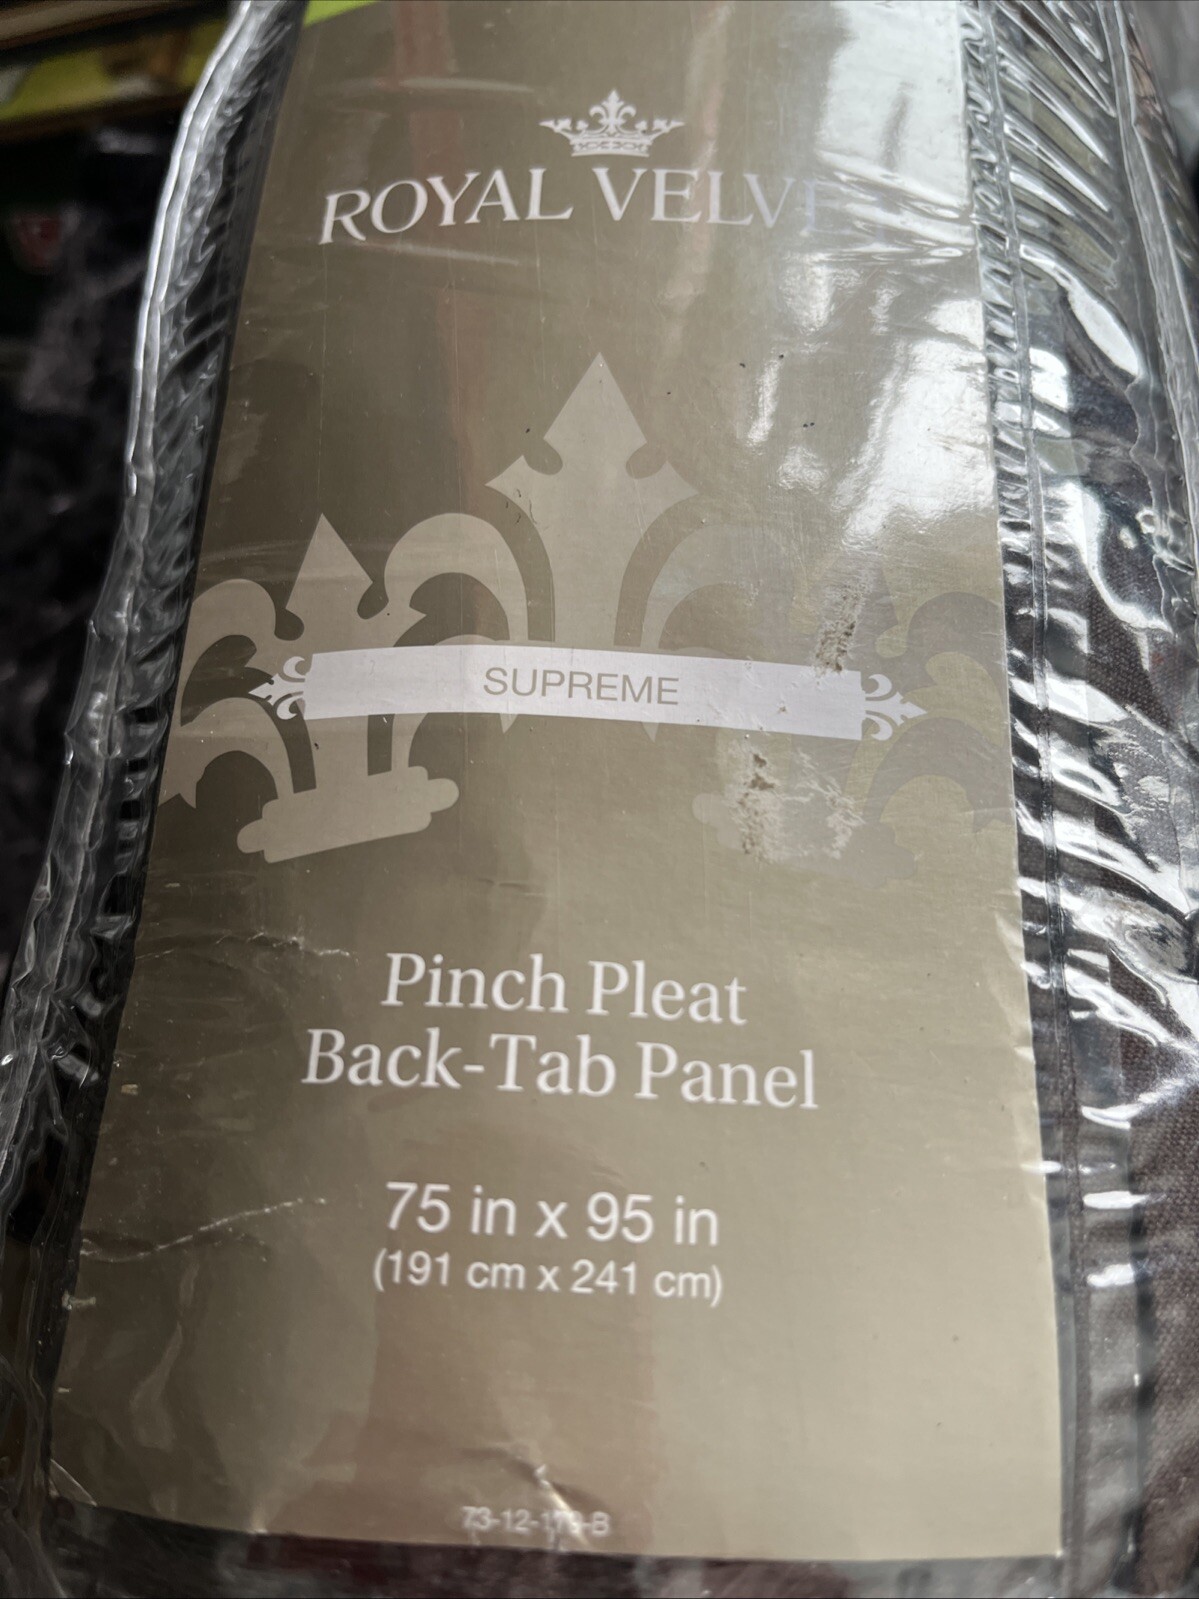 ROYAL VELV
SUPREME
Pinch Pleat
Back-Tab Panel
75 in x 95 in
(191 cm x 241 cm)